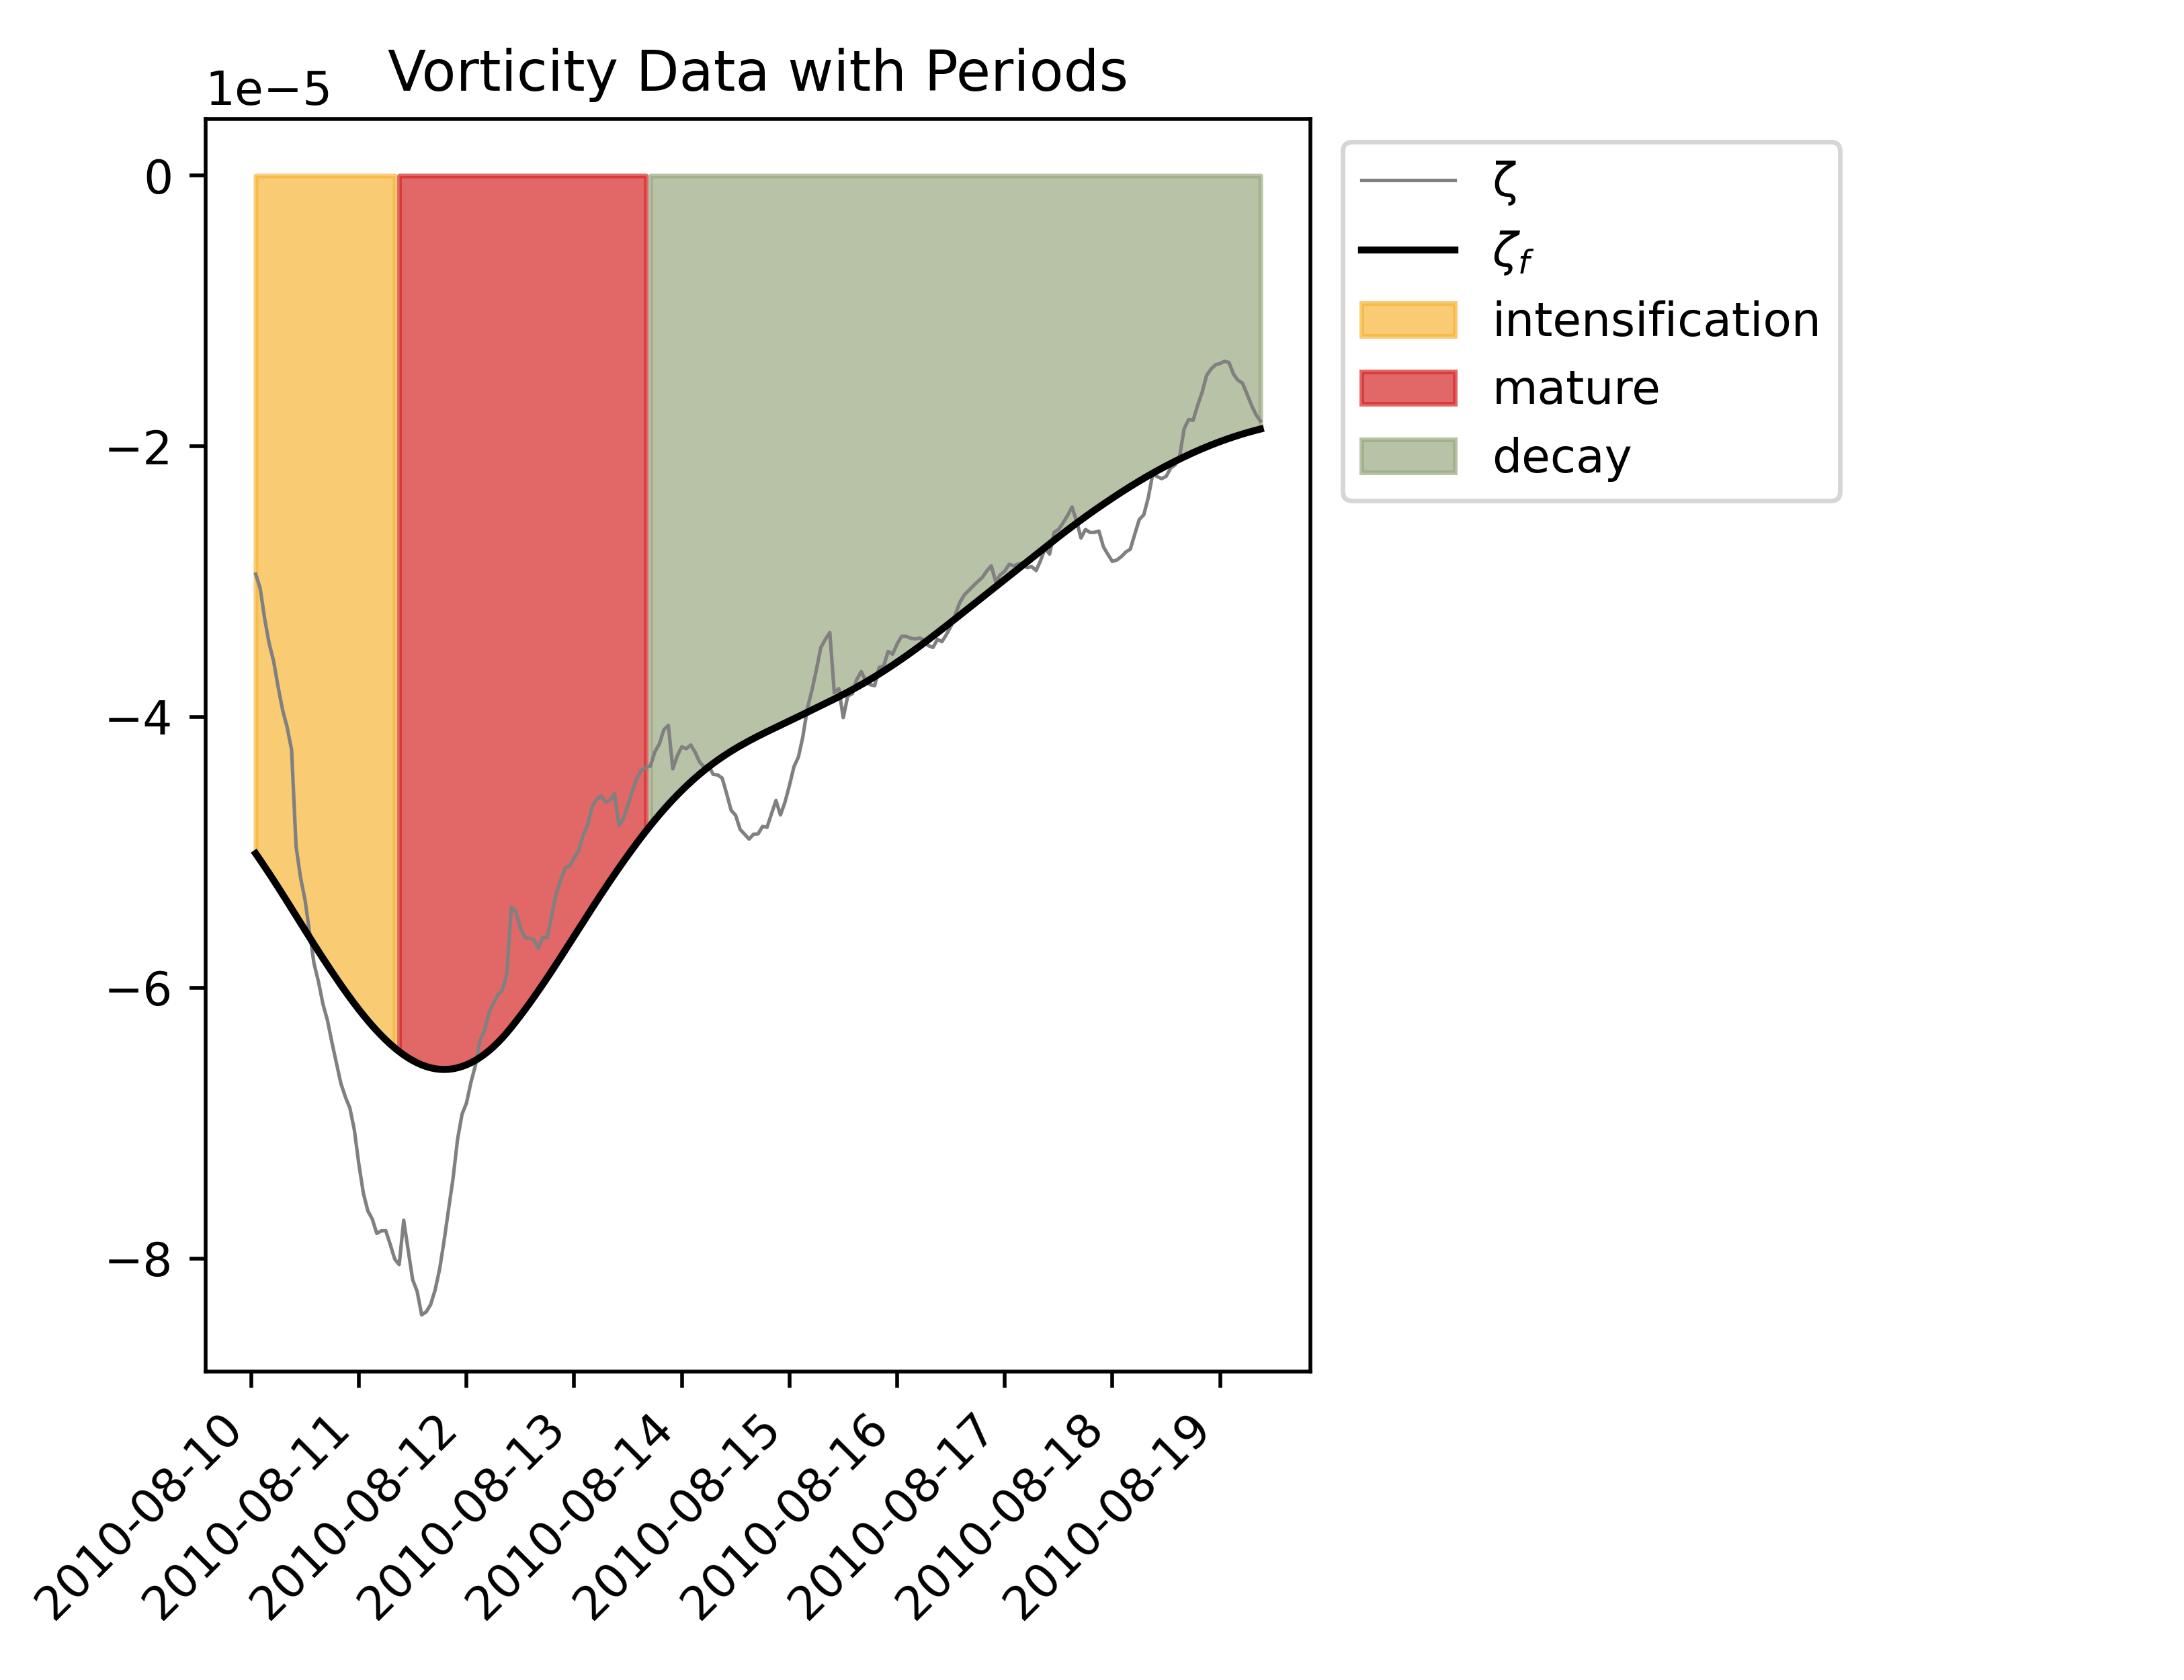 Vorticity Data with Periods
1e−5
0
−2
−4
−6
−8
2010-08-10
2010-08-11
2010-08-12
2010-08-13
2010-08-14
2010-08-15
2010-08-16
2010-08-17
2010-08-18
2010-08-19
ζ
ζf
intensification
mature
decay